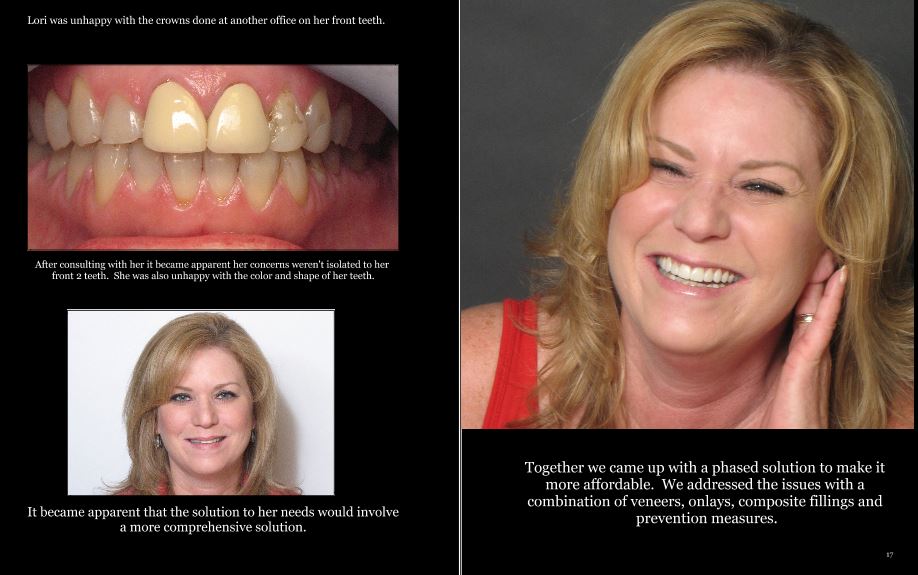 Lori was unhappy with the crowns done at another office on her front teeth.
After consulting with her it became apparent her concerns weren't isolated to her
front 2 teeth.  She was also unhappy with the color and shape of her teeth.
It became apparent that the solution to her needs would involve
a more comprehensive solution.
Together we came up with a phased solution to make it
more affordable.  We addressed the issues with a
combination of veneers, onlays, composite fillings and
prevention measures.
17